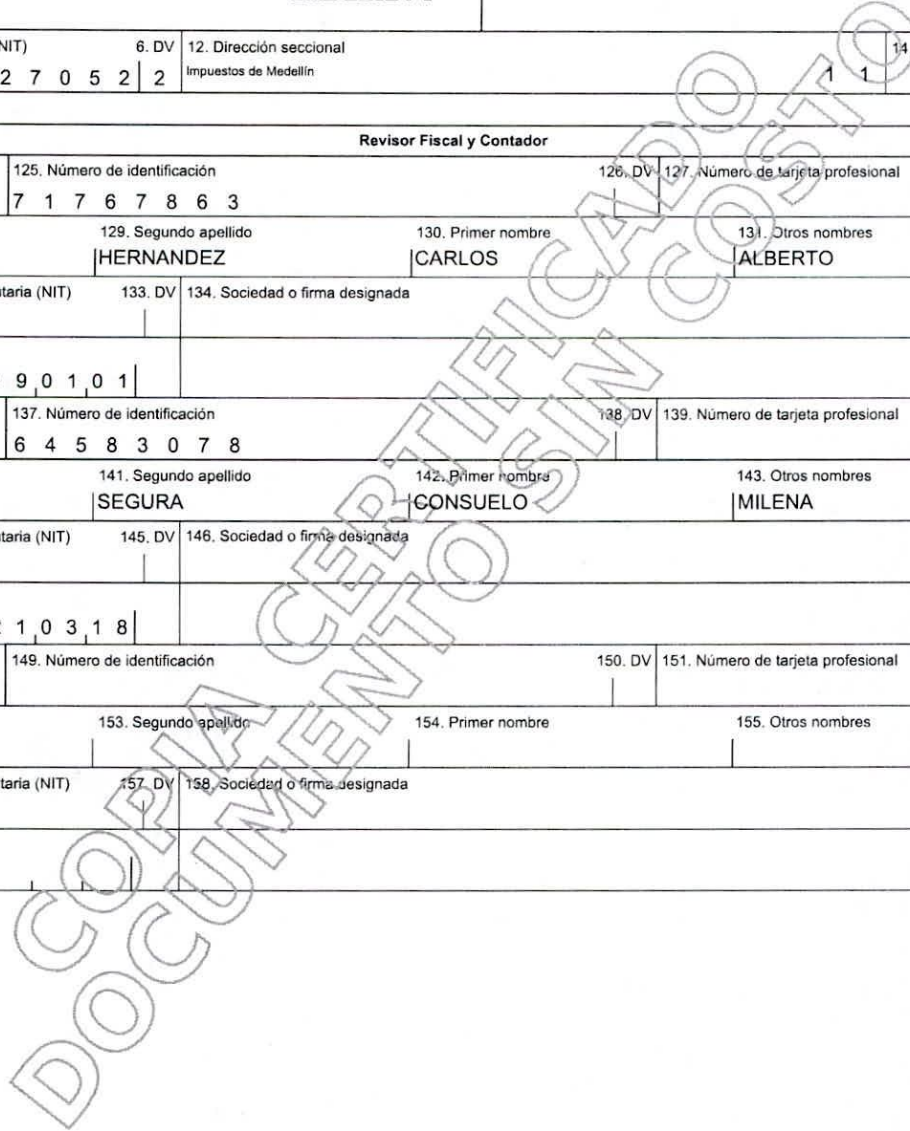 NIT) 6. DV 12. Dirección seccional 14
2 7 0 5 2 2 Impuestos de Medellín 1 1
Revisor Fiscal y Contador
125. Número de identificación 126. DV 127. Número de tarjeta profesional
7 1 7 6 7 8 6 3
129. Segundo apellido 130. Primer nombre 131. Otros nombres
HERNANDEZ CARLOS ALBERTO
taria (NIT) 133. DV 134. Sociedad o firma designada
9 0 1 0 1
137. Número de identificación 138. DV 139. Número de tarjeta profesional
6 4 5 8 3 0 7 8
141. Segundo apellido 142. Primer nombre 143. Otros nombres
SEGURA CONSUELO MILENA
taria (NIT) 145. DV 146. Sociedad o firma designada
1 0 3 1 8
149. Número de identificación 150. DV 151. Número de tarjeta profesional
153. Segundo apellido 154. Primer nombre 155. Otros nombres
taria (NIT) 157. DV 158. Sociedad o firma designada
COPIA CERTIFICADO
DOCUMENTO SIN COSTO